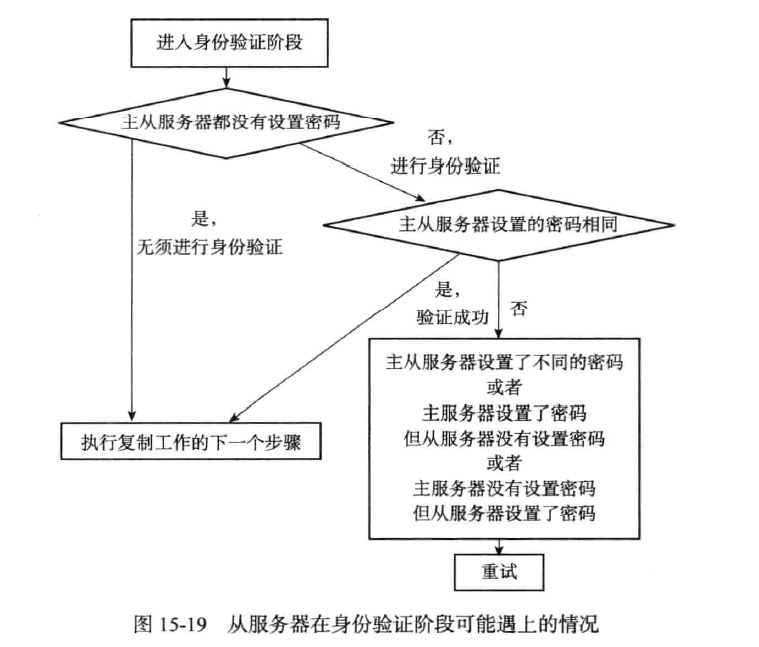 进入身份验证阶段
主从服务器都没有设置密码
否，
进行身份验证
是，
无须进行身份验证
主从服务器设置的密码相同
是，
验证成功
否
主从服务器设置了不同的密码
或者
主服务器设置了密码
但从服务器没有设置密码
或者
主服务器没有设置密码
但从服务器设置了密码
执行复制工作的下一个步骤
重试
图 15-19 从服务器在身份验证阶段可能遇上的情况